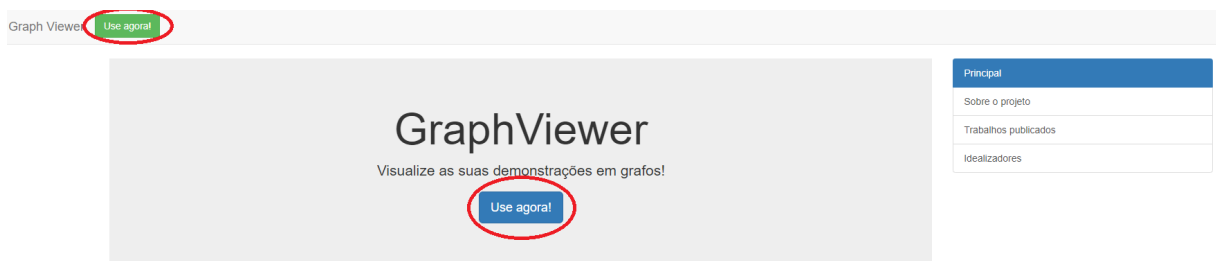 Graph Viewer Use agora!
GraphViewer
Visualize as suas demonstrações em grafos!
Use agora!
Principal
Sobre o projeto
Trabalhos publicados
Idealizadores